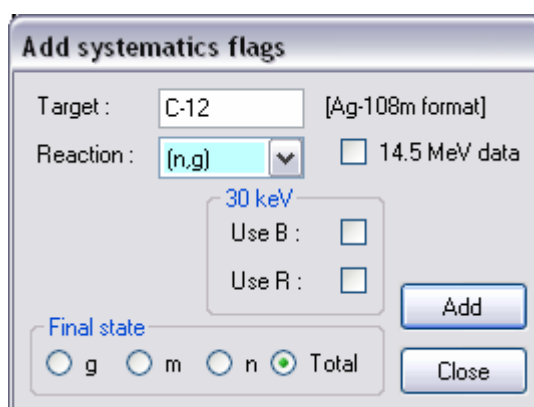 Add systematics flags
Target : C-12 [Ag-108m format]
Reaction : (n,g) 14.5 MeV data
30 keV
Use B :
Use R :
Add
Final state
g m n Total
Close